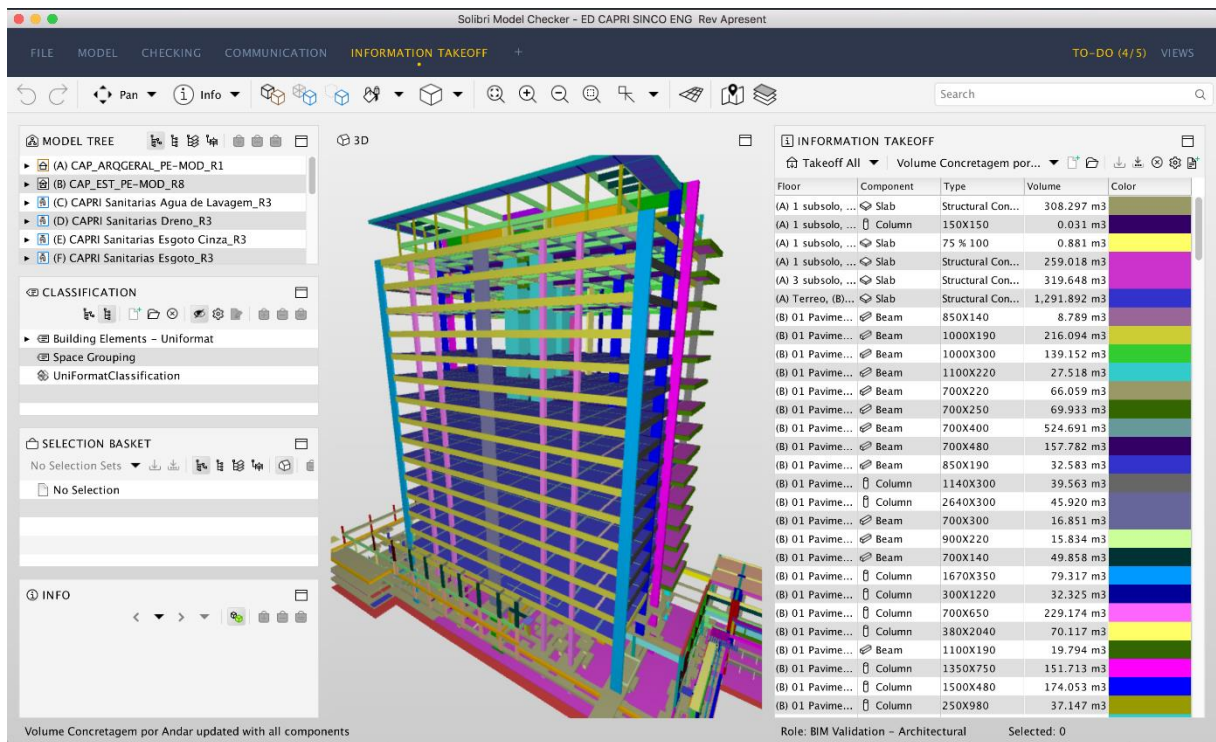 Solibri Model Checker - ED CAPRI SINCO ENG Rev Apresent
FILE MODEL CHECKING COMMUNICATION INFORMATION TAKEOFF + TO-DO (4/5) VIEWS
Pan Info Search
MODEL TREE
(A) CAP_ARQGERAL_PE-MOD_R1
(B) CAP_EST_PE-MOD_R8
(C) CAPRI Sanitarias Agua de Lavagem_R3
(D) CAPRI Sanitarias Dreno_R3
(E) CAPRI Sanitarias Esgoto Cinza_R3
(F) CAPRI Sanitarias Esgoto_R3
CLASSIFICATION
Building Elements - Uniformat
Space Grouping
UniFormatClassification
SELECTION BASKET
No Selection Sets
No Selection
INFO
3D
INFORMATION TAKEOFF
Takeoff All Volume Concretagem por...
Floor Component Type Volume Color
(A) 1 subsolo, ... Slab Structural Con... 308.297 m3
(A) 1 subsolo, ... Column 150X150 0.031 m3
(A) 1 subsolo, ... Slab 75 % 100 0.881 m3
(A) 1 subsolo, ... Slab Structural Con... 259.018 m3
(A) 3 subsolo, ... Slab Structural Con... 319.648 m3
(A) Terreo, (B)... Slab Structural Con... 1,291.892 m3
(B) 01 Pavime... Beam 850X140 8.789 m3
(B) 01 Pavime... Beam 1000X190 216.094 m3
(B) 01 Pavime... Beam 1000X300 139.152 m3
(B) 01 Pavime... Beam 1100X220 27.518 m3
(B) 01 Pavime... Beam 700X220 66.059 m3
(B) 01 Pavime... Beam 700X250 69.933 m3
(B) 01 Pavime... Beam 700X400 524.691 m3
(B) 01 Pavime... Beam 700X480 157.782 m3
(B) 01 Pavime... Beam 850X190 32.583 m3
(B) 01 Pavime... Column 1140X300 39.563 m3
(B) 01 Pavime... Column 2640X300 45.920 m3
(B) 01 Pavime... Beam 700X300 16.851 m3
(B) 01 Pavime... Beam 900X220 15.834 m3
(B) 01 Pavime... Beam 700X140 49.858 m3
(B) 01 Pavime... Column 1670X350 79.317 m3
(B) 01 Pavime... Column 300X1220 32.325 m3
(B) 01 Pavime... Column 700X650 229.174 m3
(B) 01 Pavime... Column 380X2040 70.117 m3
(B) 01 Pavime... Beam 1100X190 19.794 m3
(B) 01 Pavime... Column 1350X750 151.713 m3
(B) 01 Pavime... Column 1500X480 174.053 m3
(B) 01 Pavime... Column 250X980 37.147 m3
Volume Concretagem por Andar updated with all components
Role: BIM Validation - Architectural Selected: 0